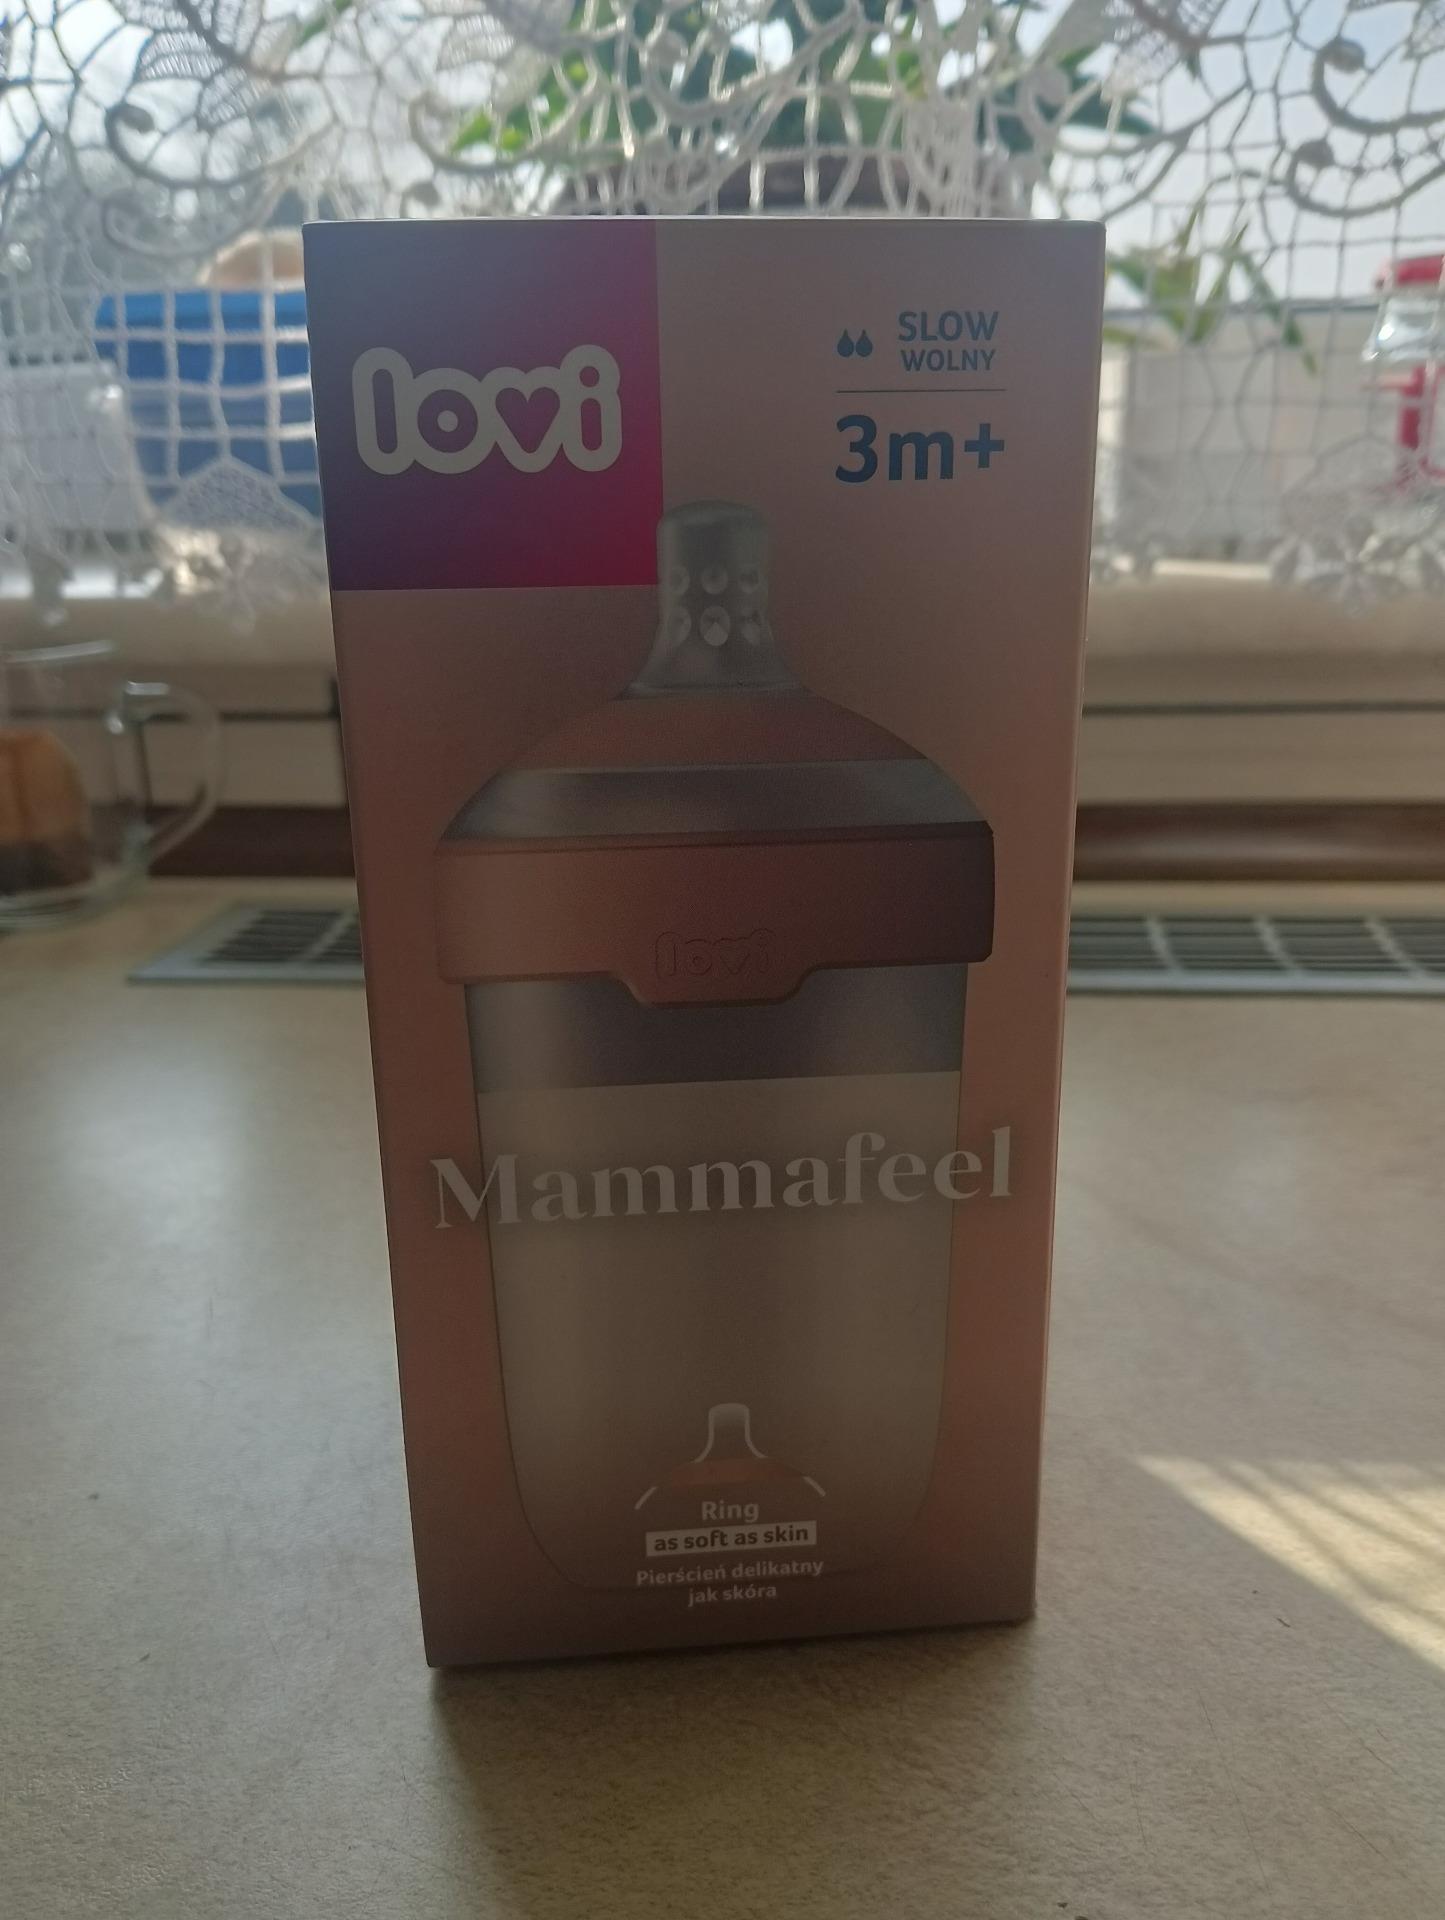 lovi
SLOW
WOLNY
3m+
lovi
Mammafeel
Ring
as soft as skin
Pierścień delikatny
jak skóra